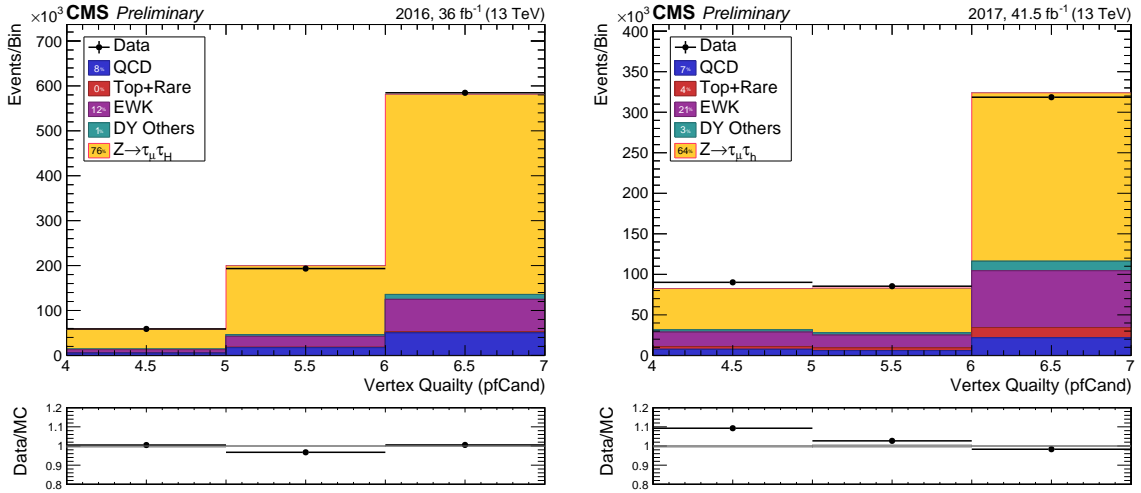 CMS Preliminary 2016, 36 fb⁻¹ (13 TeV)
×10³
Events/Bin
700
600
500
400
300
200
100
0
Data
8% QCD
0% Top+Rare
12% EWK
1% DY Others
76% Z→τ_μτ_H
4 4.5 5 5.5 6 6.5 7
Vertex Quailty (pfCand)
Data/MC
1.2
1.1
1
0.9
0.8
CMS Preliminary 2017, 41.5 fb⁻¹ (13 TeV)
×10³
Events/Bin
400
350
300
250
200
150
100
50
0
Data
7% QCD
4% Top+Rare
21% EWK
3% DY Others
64% Z→τ_μτ_h
4 4.5 5 5.5 6 6.5 7
Vertex Quailty (pfCand)
Data/MC
1.2
1.1
1
0.9
0.8